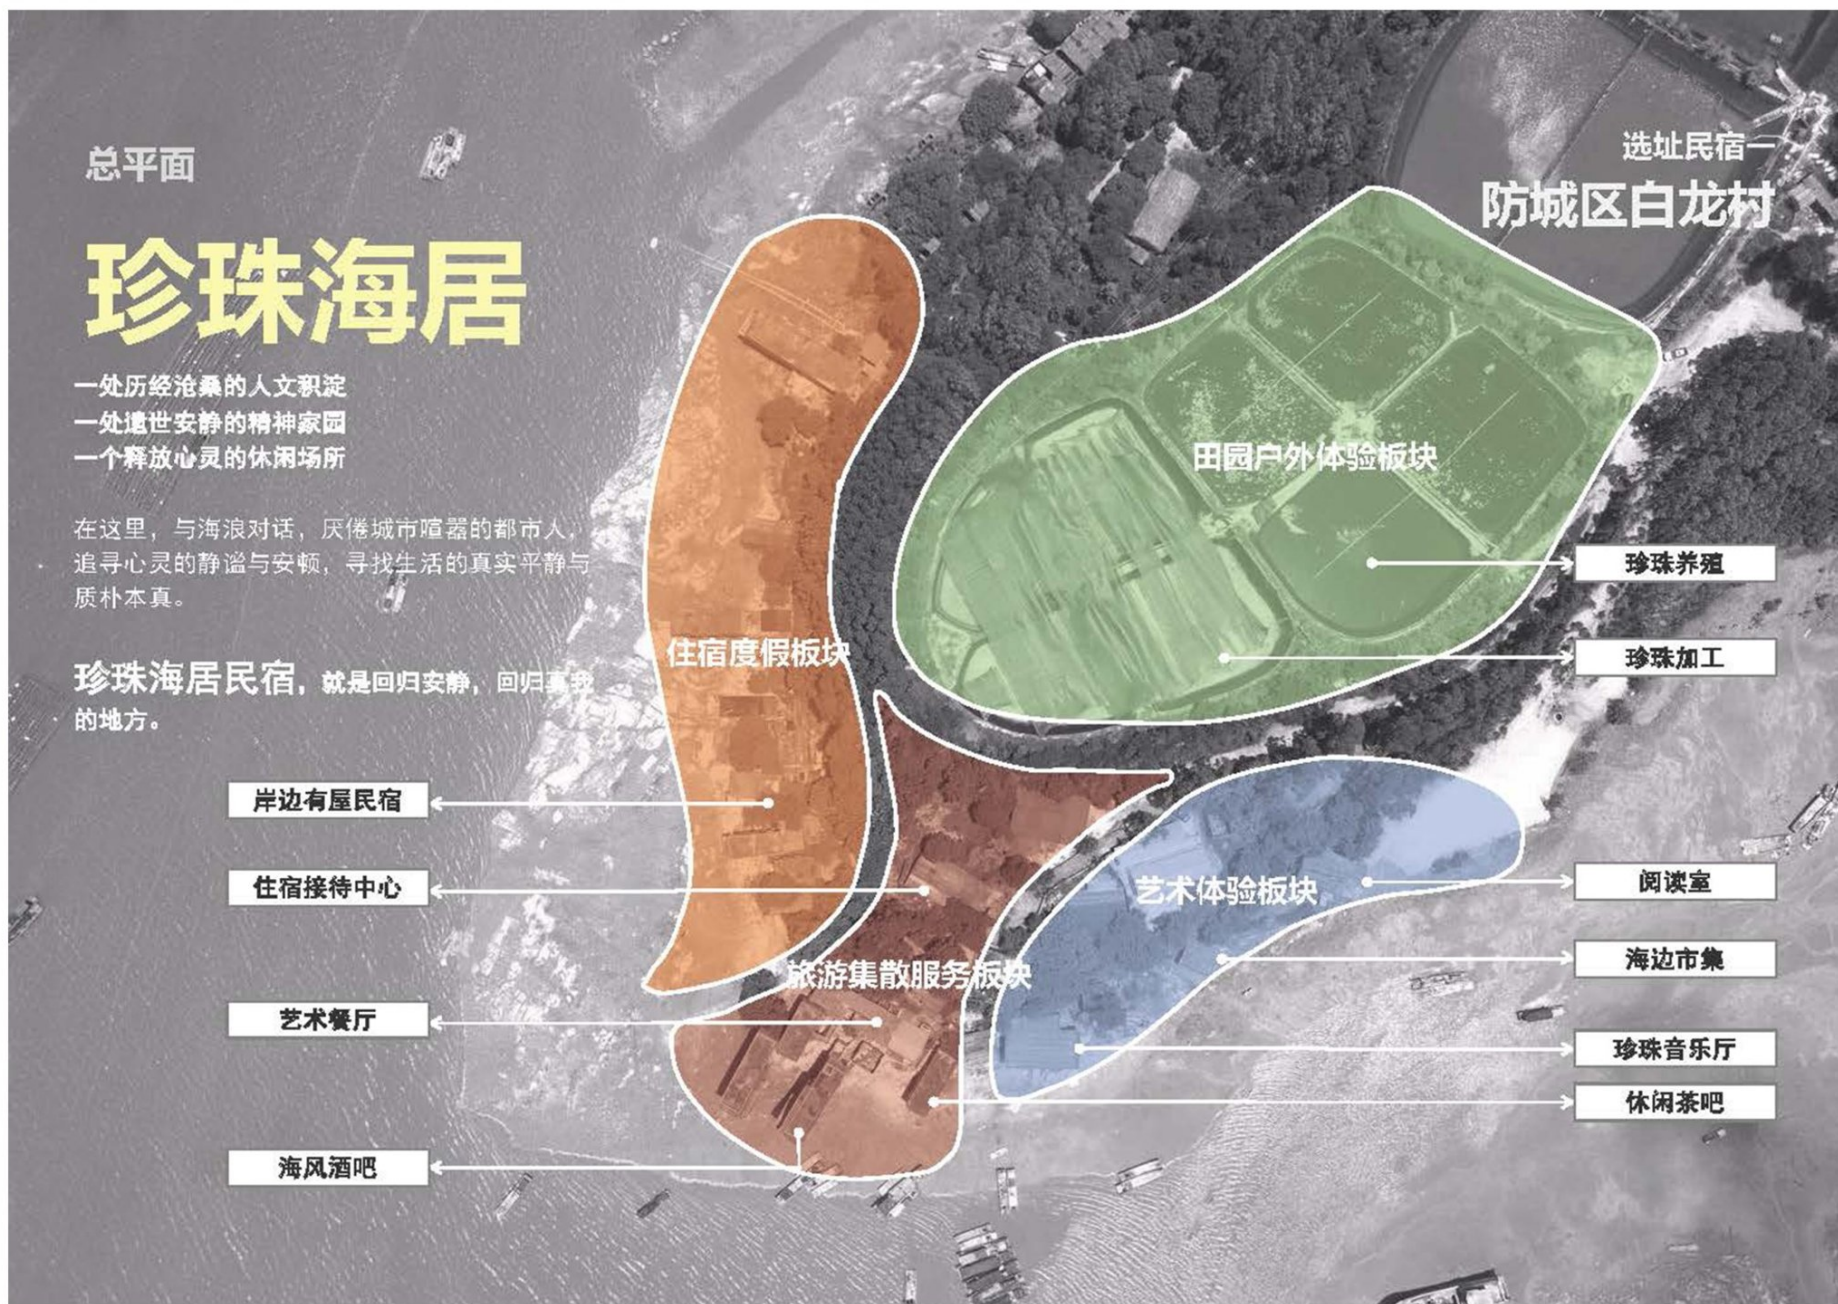 总平面
珍珠海居
一处历经沧桑的人文积淀
一处遗世安静的精神家园
一个释放心灵的休闲场所
在这里，与海浪对话，厌倦城市喧嚣的都市人，
追寻心灵的静谧与安顿，寻找生活的真实平静与
质朴本真。
珍珠海居民宿，就是回归安静，回归真我
的地方。
选址民宿一
防城区白龙村
田园户外体验板块
珍珠养殖
珍珠加工
住宿度假板块
岸边有屋民宿
住宿接待中心
旅游集散服务板块
艺术餐厅
海风酒吧
艺术体验板块
阅读室
海边市集
珍珠音乐厅
休闲茶吧